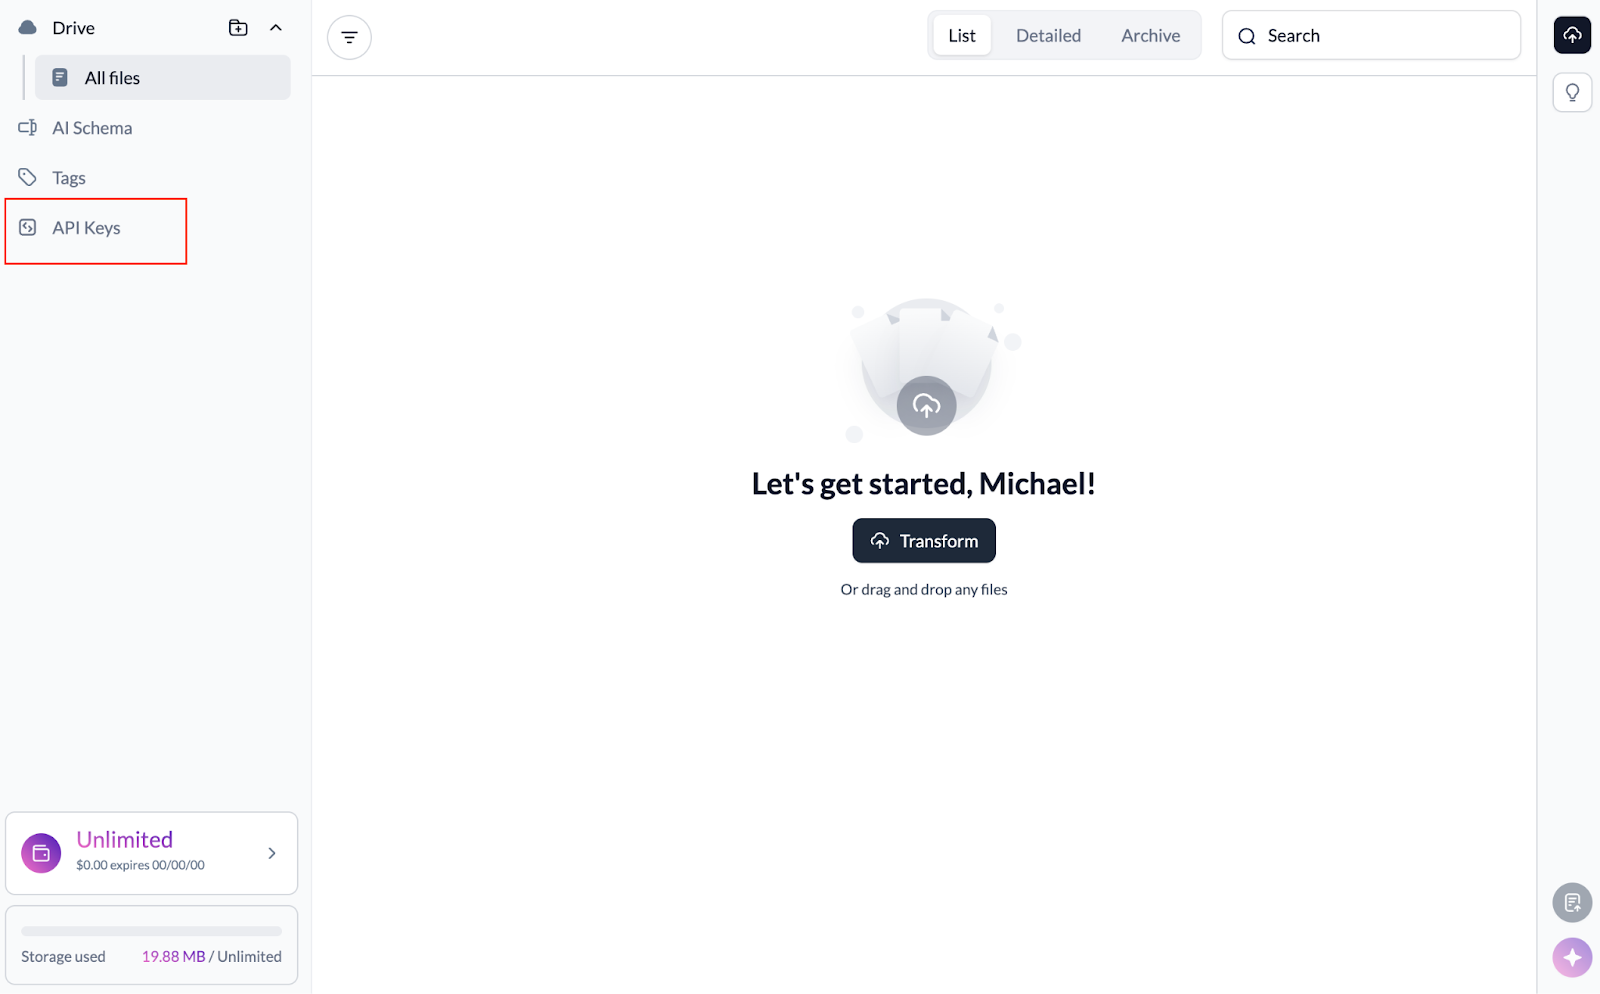 Drive
All files
AI Schema
Tags
API Keys
List Detailed Archive
Search
Let's get started, Michael!
Transform
Or drag and drop any files
Unlimited
$0.00 expires 00/00/00
Storage used 19.88 MB / Unlimited